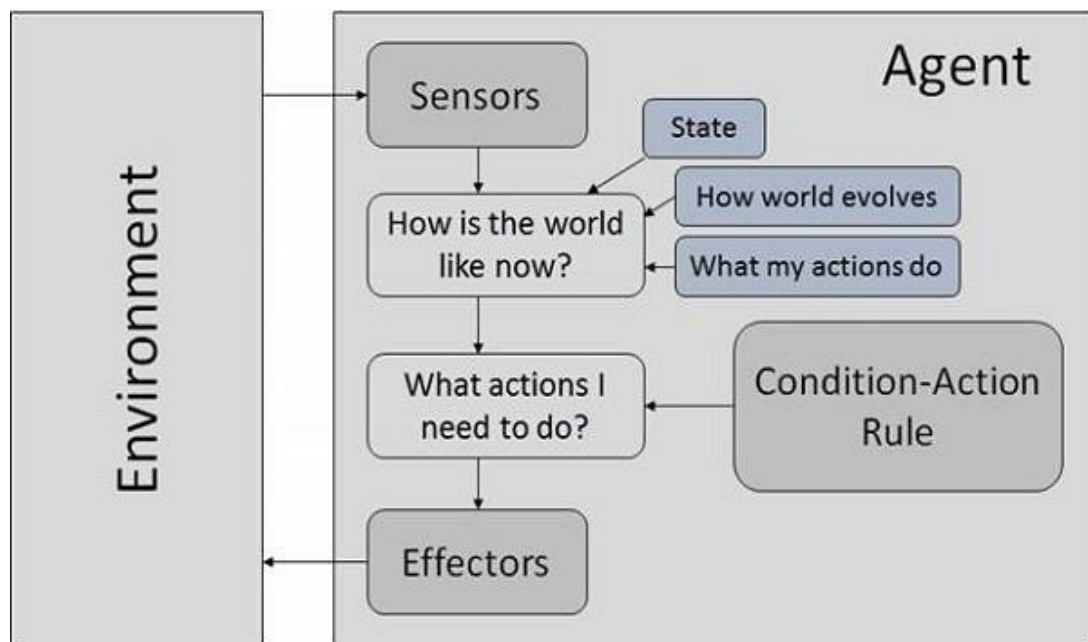 Environment
Agent
Sensors
State
How world evolves
What my actions do
How is the world
like now?
What actions I
need to do?
Condition-Action
Rule
Effectors